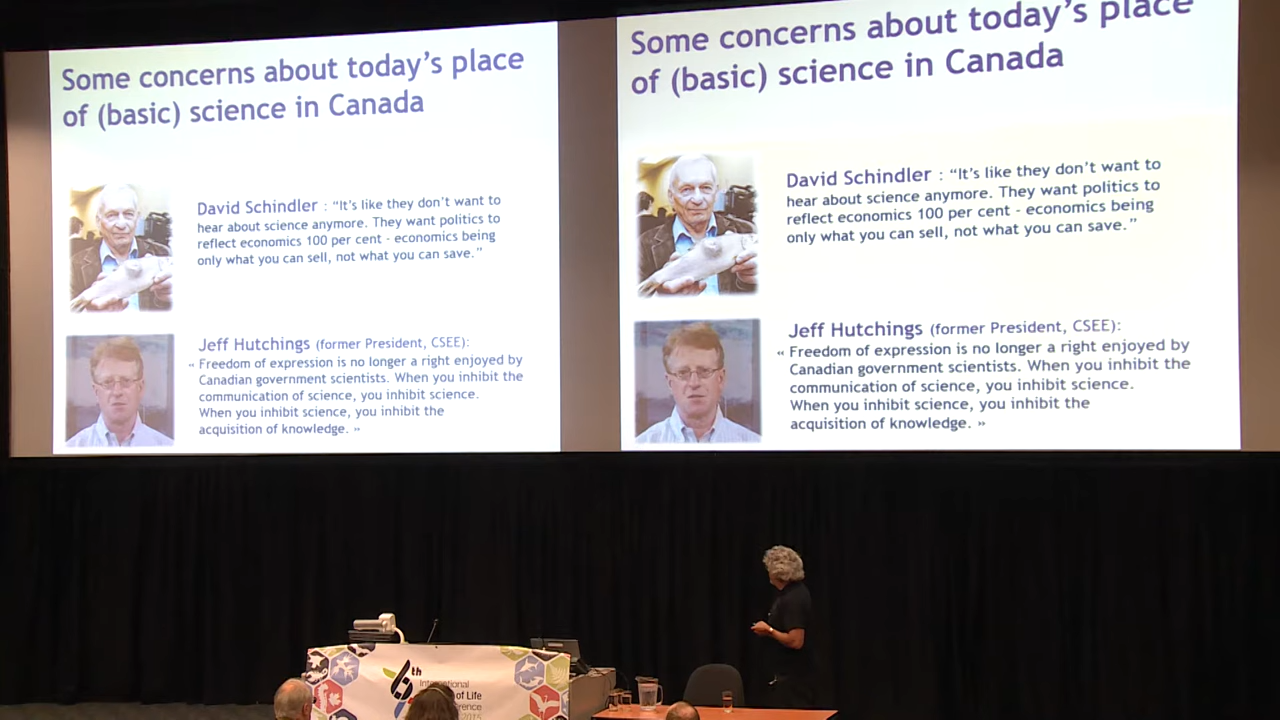 Some concerns about today's place
of (basic) science in Canada
David Schindler : “It's like they don't want to
hear about science anymore. They want politics to
reflect economics 100 per cent - economics being
only what you can sell, not what you can save.”
Jeff Hutchings (former President, CSEE):
« Freedom of expression is no longer a right enjoyed by
Canadian government scientists. When you inhibit the
communication of science, you inhibit science.
When you inhibit science, you inhibit the
acquisition of knowledge. »
Some concerns about today's place
of (basic) science in Canada
David Schindler : “It's like they don't want to
hear about science anymore. They want politics to
reflect economics 100 per cent - economics being
only what you can sell, not what you can save.”
Jeff Hutchings (former President, CSEE):
« Freedom of expression is no longer a right enjoyed by
Canadian government scientists. When you inhibit the
communication of science, you inhibit science.
When you inhibit science, you inhibit the
acquisition of knowledge. »
6th
of Life
2015